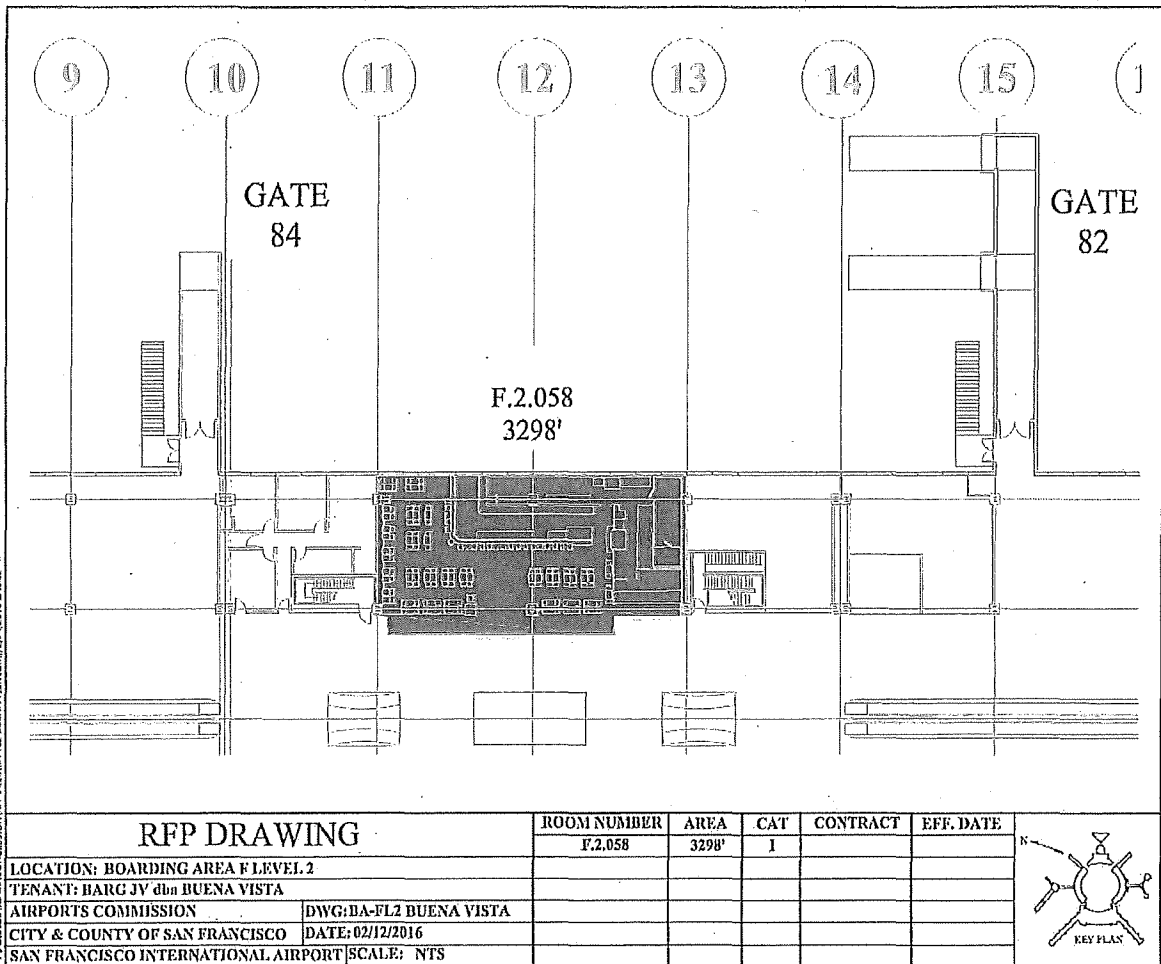 9 10 11 12 13 14 15 1
GATE
84
GATE
82
F.2.058
3298'
RFP DRAWING
ROOM NUMBER AREA CAT CONTRACT EFF. DATE
F.2.058 3298' 1
LOCATION: BOARDING AREA F LEVEL 2
TENANT: BARG JV dba BUENA VISTA
AIRPORTS COMMISSION DWG:BA-FL2 BUENA VISTA
CITY & COUNTY OF SAN FRANCISCO DATE: 02/12/2016
SAN FRANCISCO INTERNATIONAL AIRPORT SCALE: NTS
N
KEY PLAN